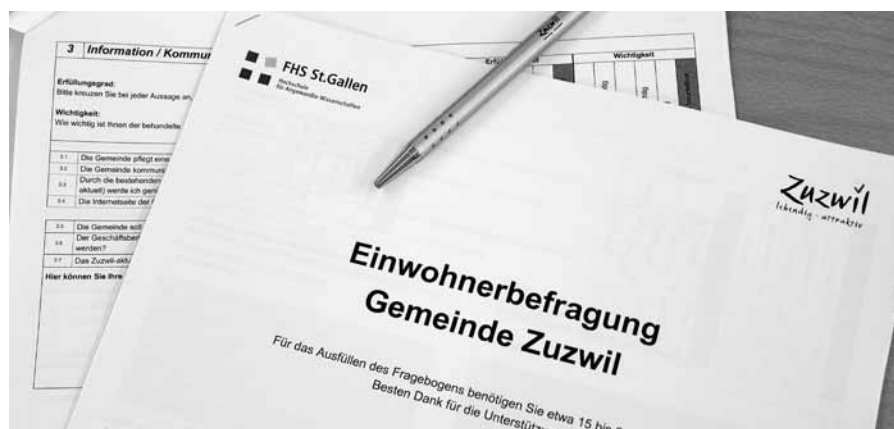 3 Information / Kommu
Erfüllungsgrad:
Bitte kreuzen Sie bei jeder Aussage an,
Wichtigkeit:
Wie wichtig ist Ihnen der behandelte
3.1 Die Gemeinde pflegt eine
3.2 Die Gemeinde kommuni
3.3 Durch die bestehenden
aktuell) werde ich gen
3.4 Die Internetseite der
3.5 Die Gemeinde soll
3.6 Der Geschäftsber
werden?
3.7 Das Zuzwil-aktu
Hier können Sie Ihre
Wichtigkeit
Zuzwil
FHS St.Gallen
Hochschule
für Angewandte Wissenschaften
Zuzwil
lebendig - attraktiv
Einwohnerbefragung
Gemeinde Zuzwil
Für das Ausfüllen des Fragebogens benötigen Sie etwa 15 bis
Besten Dank für die Unterstütz